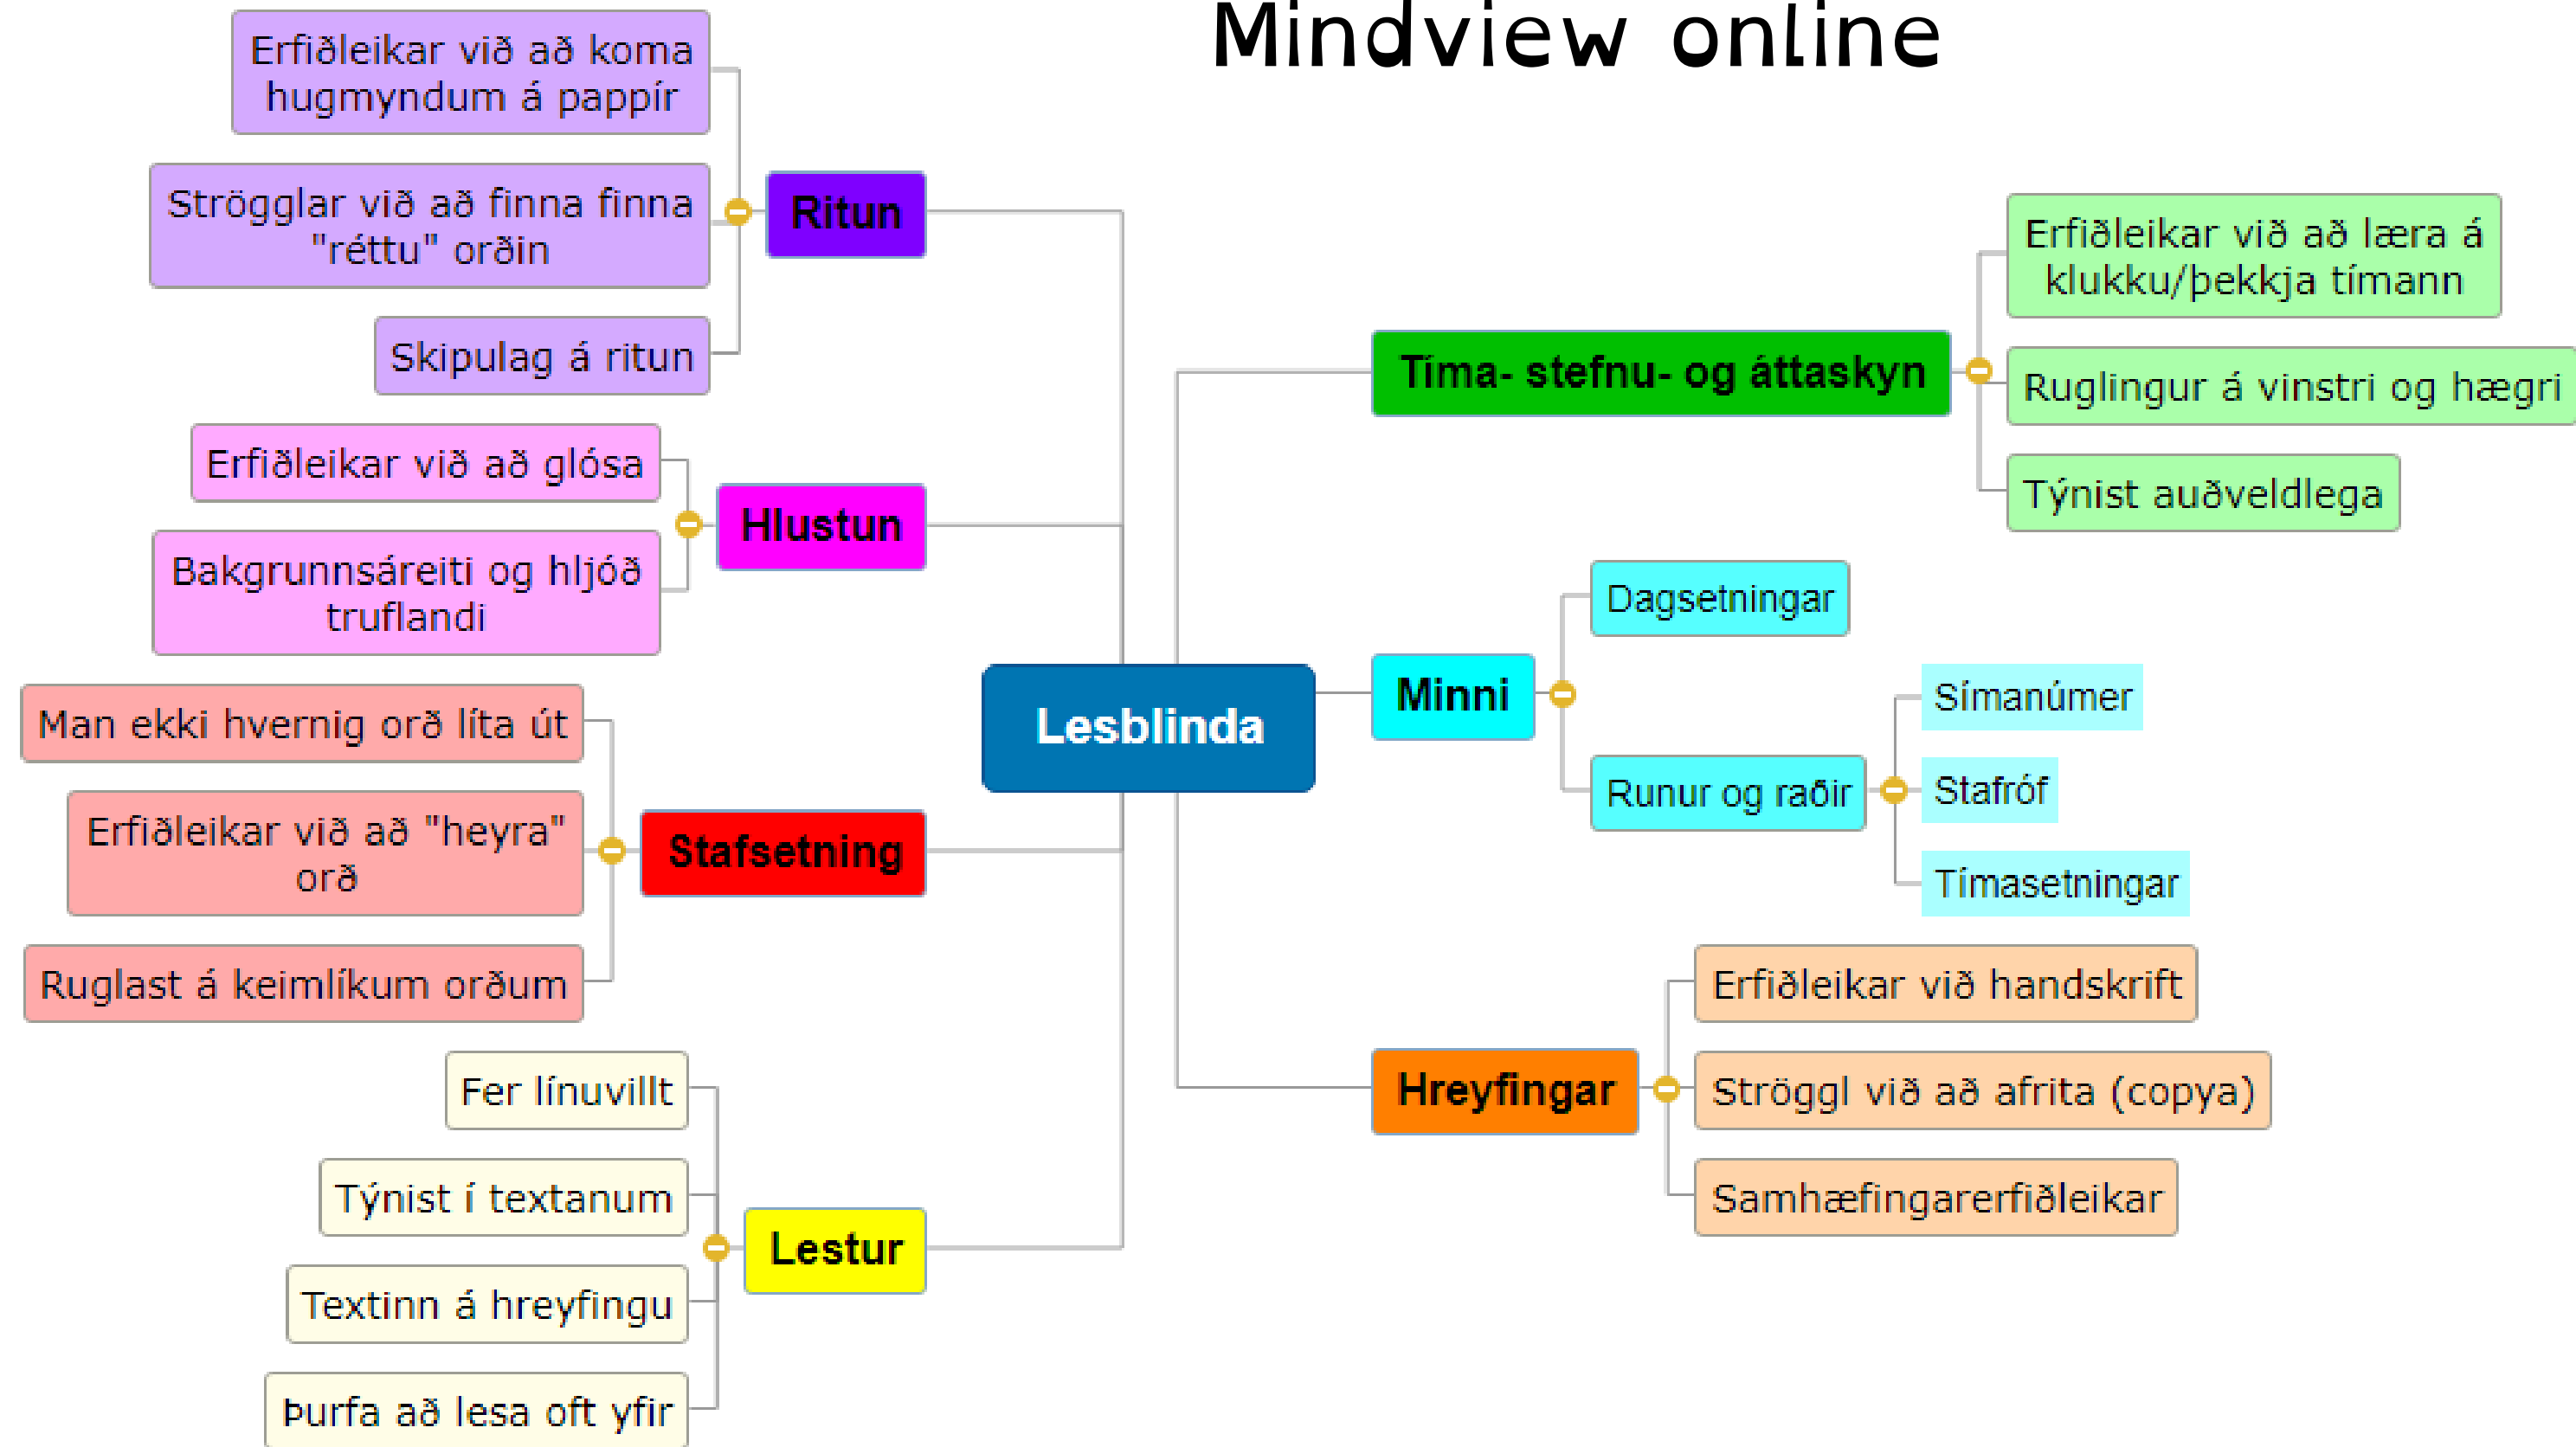 Mindview online
Lesblinda
Ritun
Erfiðleikar við að koma
hugmyndum á pappír
Strögglar við að finna finna
"réttu" orðin
Skipulag á ritun
Hlustun
Erfiðleikar við að glósa
Bakgrunnsáreiti og hljóð
truflandi
Stafsetning
Man ekki hvernig orð líta út
Erfiðleikar við að "heyra"
orð
Ruglast á keimlíkum orðum
Lestur
Fer línuvillt
Týnist í textanum
Textinn á hreyfingu
Þurfa að lesa oft yfir
Tíma- stefnu- og áttaskyn
Erfiðleikar við að læra á
klukku/þekkja tímann
Ruglingur á vinstri og hægri
Týnist auðveldlega
Minni
Dagsetningar
Runur og raðir
Símanúmer
Stafróf
Tímasetningar
Hreyfingar
Erfiðleikar við handskrift
Ströggl við að afrita (copya)
Samhæfingarerfiðleikar